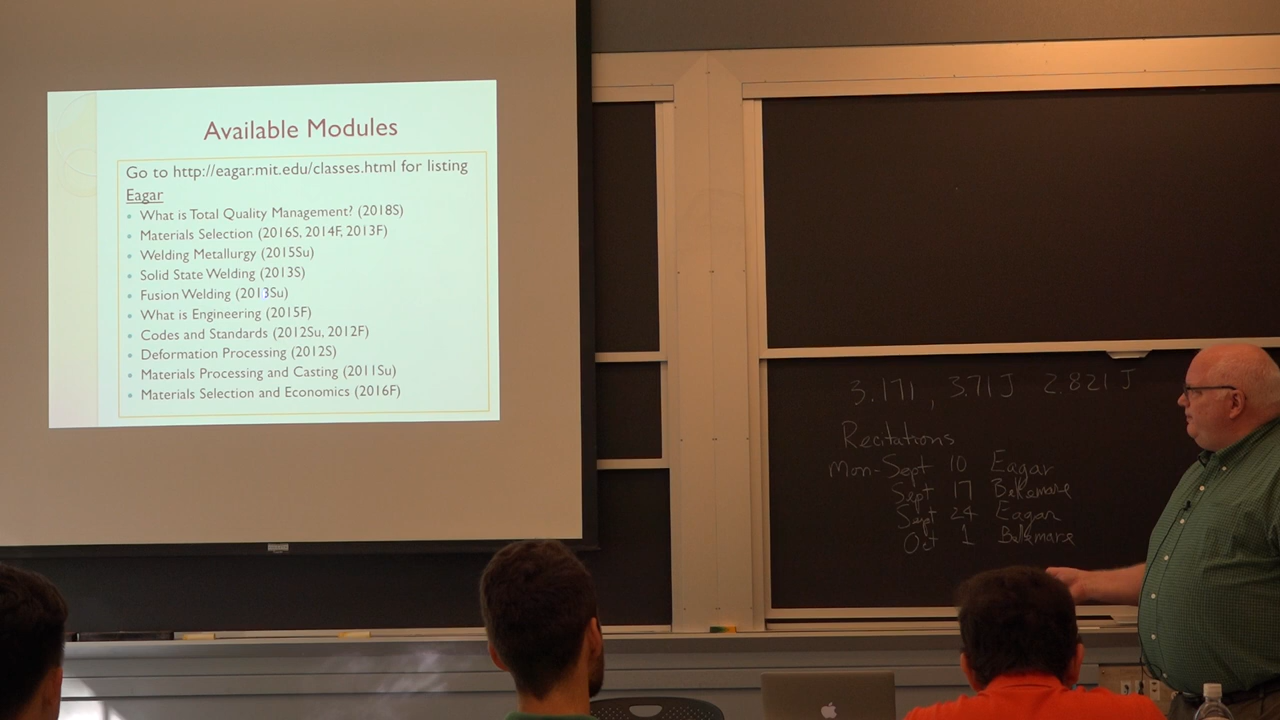 Available Modules
Go to http://eagar.mit.edu/classes.html for listing
Eagar
• What is Total Quality Management? (2018S)
• Materials Selection (2016S, 2014F, 2013F)
• Welding Metallurgy (2015Su)
• Solid State Welding (2013S)
• Fusion Welding (2013Su)
• What is Engineering (2015F)
• Codes and Standards (2012Su, 2012F)
• Deformation Processing (2012S)
• Materials Processing and Casting (2011Su)
• Materials Selection and Economics (2016F)
3.171, 3.71J 2.821J
Recitations
Mon-Sept 10 Eagar
Sept 17 Belemare
Sept 24 Eagar
Oct 1 Belemare